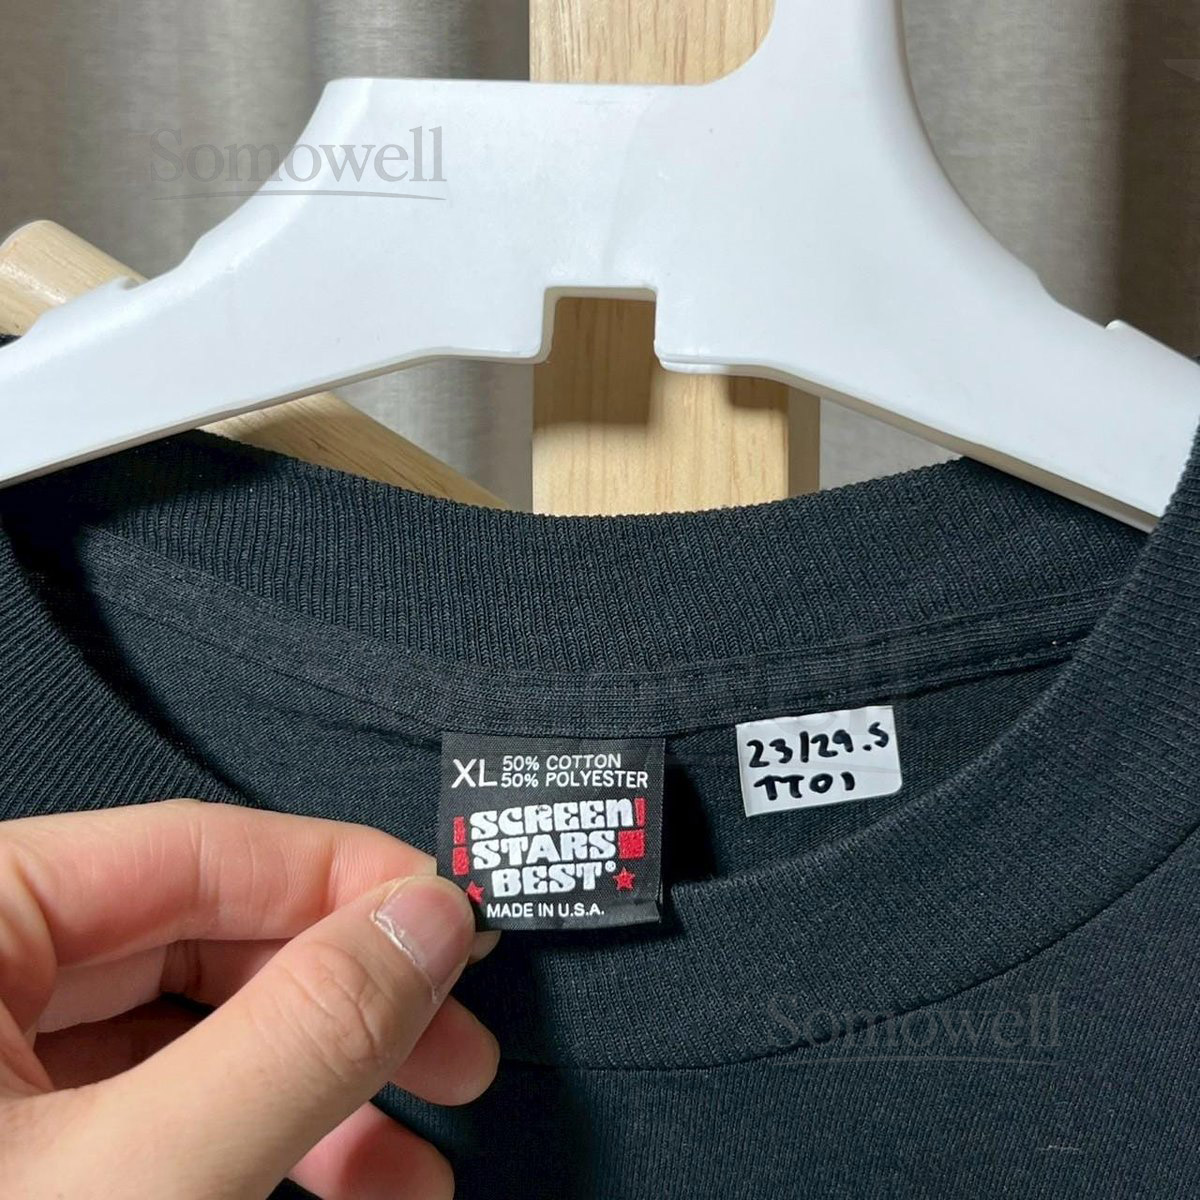 Somowell
XL 50% COTTON
50% POLYESTER
SCREEN
STARS
BEST®
MADE IN U.S.A.
23/29.5
TT01
Somowell